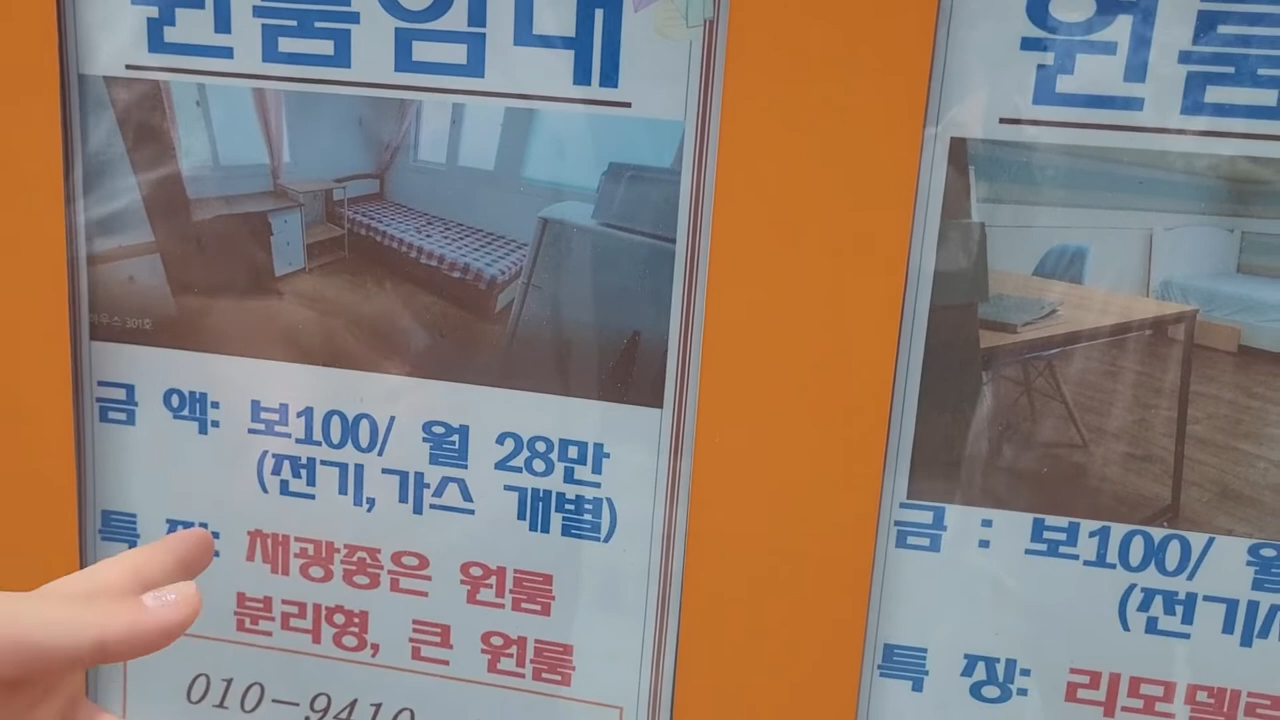 원룸임대
하우스 301호
금 액: 보100/ 월 28만
(전기,가스 개별)
특 징: 채광좋은 원룸
분리형, 큰 원룸
010-9410
원룸
금 : 보100/ 월
(전기/
특 징: 리모델